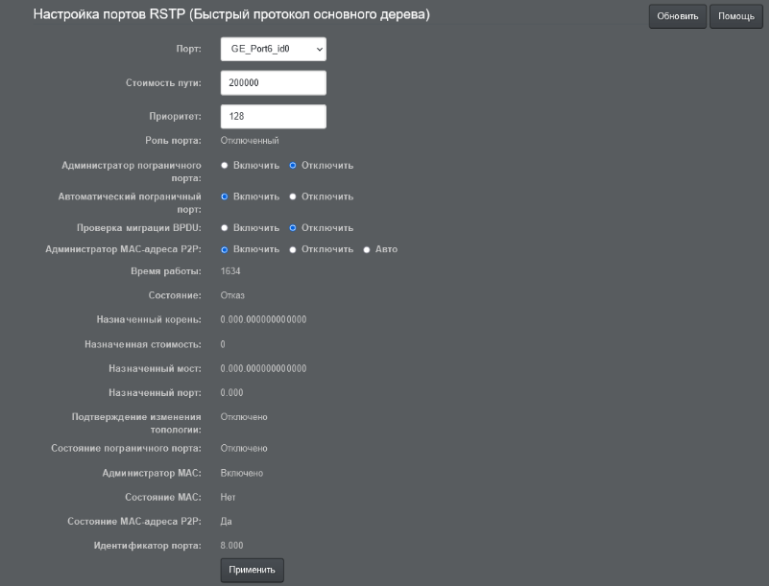 Настройка портов RSTP (Быстрый протокол основного дерева)
Обновить Помощь
Порт: GE_Port6_id0
Стоимость пути: 200000
Приоритет: 128
Роль порта: Отключенный
Администратор пограничного
порта: Включить Отключить
Автоматический пограничный
порт: Включить Отключить
Проверка миграции BPDU: Включить Отключить
Администратор MAC-адреса P2P: Включить Отключить Авто
Время работы: 1634
Состояние: Отказ
Назначенный корень: 0.000.000000000000
Назначенная стоимость: 0
Назначенный мост: 0.000.000000000000
Назначенный порт: 0.000
Подтверждение изменения
топологии: Отключено
Состояние пограничного порта: Отключено
Администратор MAC: Включено
Состояние MAC: Нет
Состояние MAC-адреса P2P: Да
Идентификатор порта: 8.000
Применить